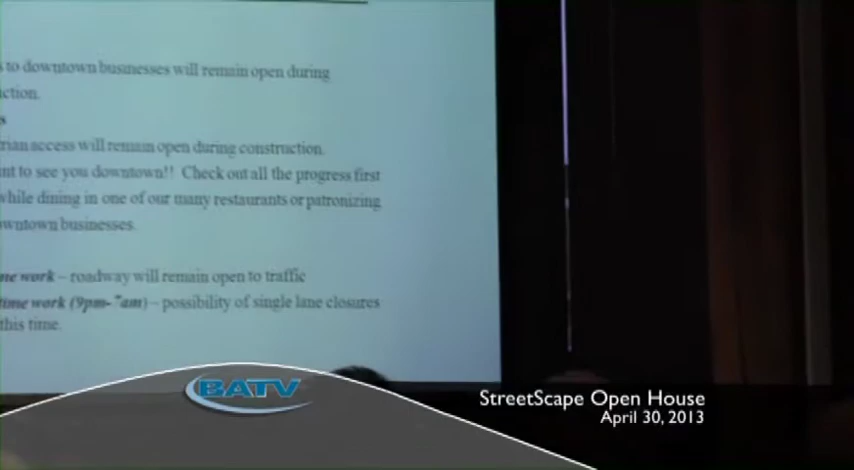 to downtown businesses will remain open during
ction.
s
rian access will remain open during construction.
nt to see you downtown!! Check out all the progress first
while dining in one of our many restaurants or patronizing
wntown businesses.
me work – roadway will remain open to traffic
time work (9pm-7am) – possibility of single lane closures
this time.
BATV
StreetScape Open House
April 30, 2013